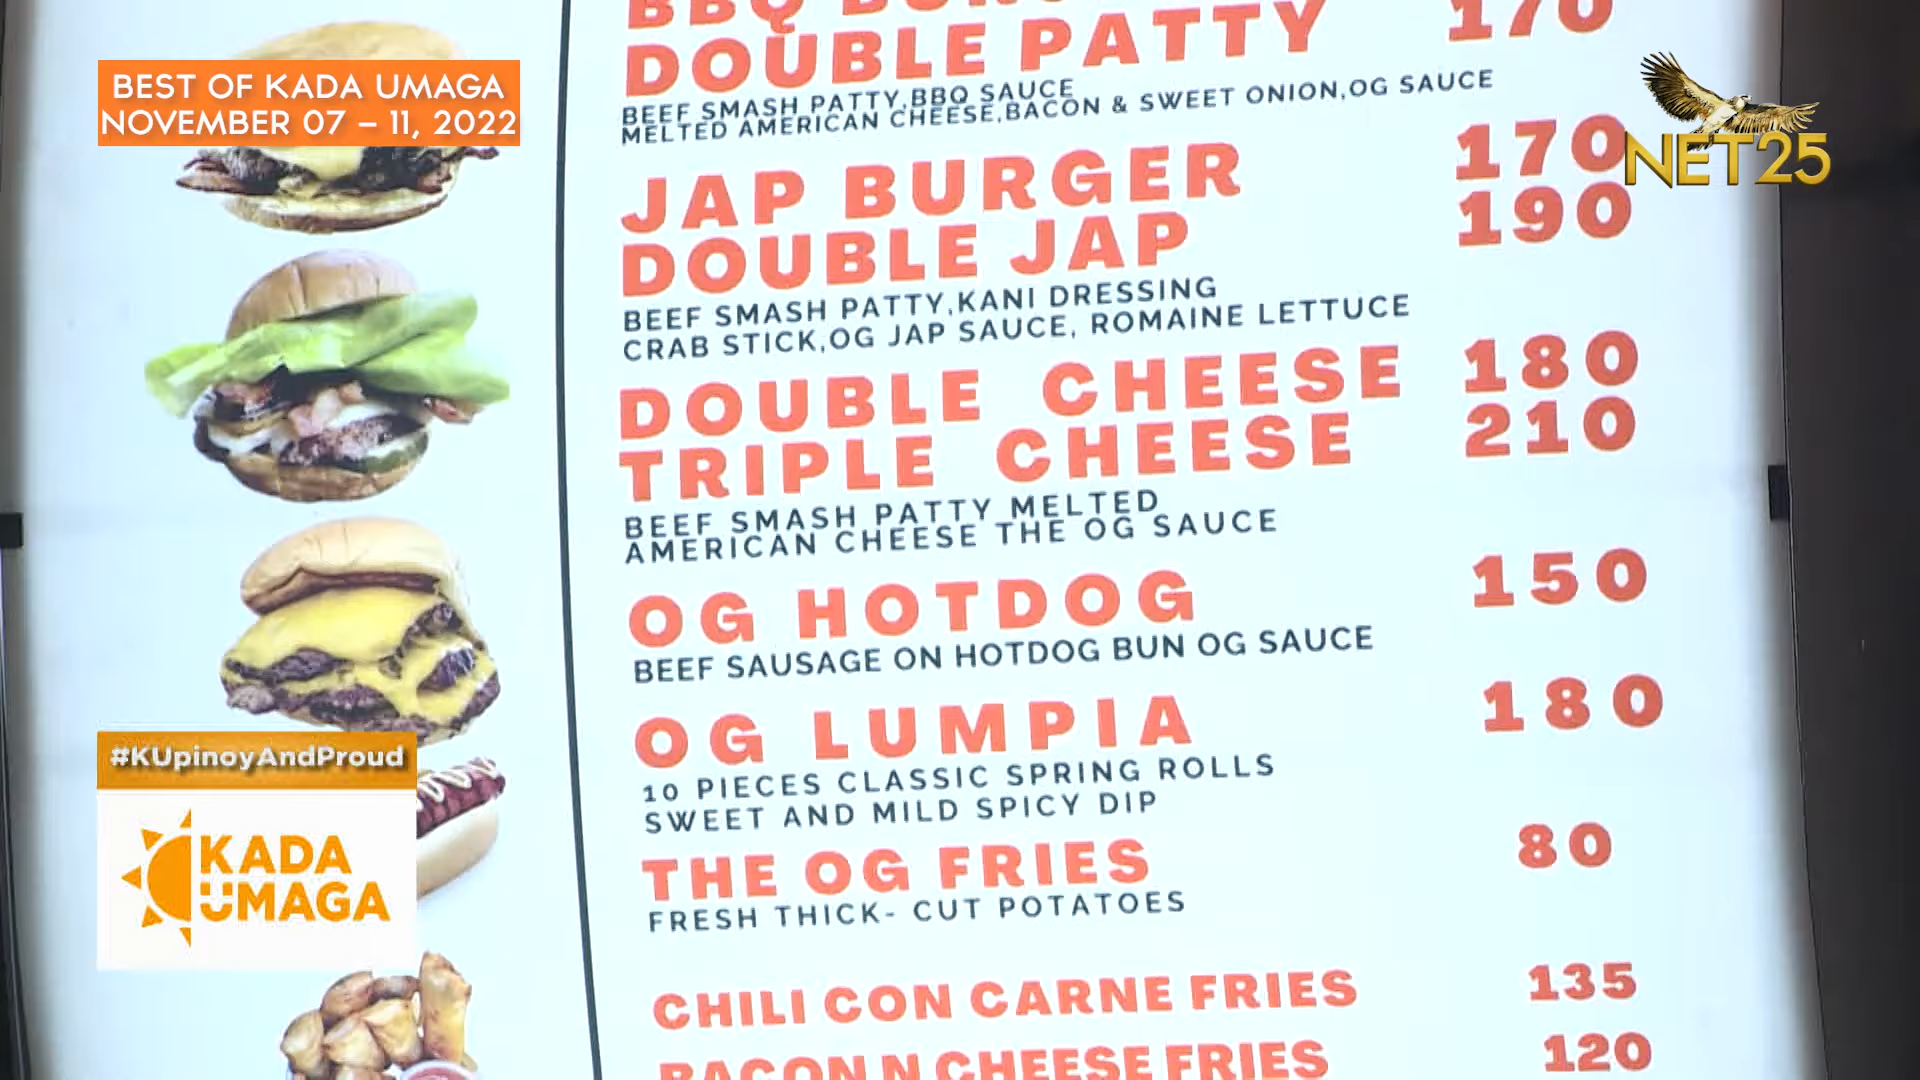 BEST OF KADA UMAGA
NOVEMBER 07 – 11, 2022
NET25
DOUBLE PATTY 170
BEEF SMASH PATTY,BBQ SAUCE
MELTED AMERICAN CHEESE,BACON & SWEET ONION,OG SAUCE
JAP BURGER 170
DOUBLE JAP 190
BEEF SMASH PATTY,KANI DRESSING
CRAB STICK,OG JAP SAUCE, ROMAINE LETTUCE
DOUBLE CHEESE 180
TRIPLE CHEESE 210
BEEF SMASH PATTY MELTED
AMERICAN CHEESE THE OG SAUCE
OG HOTDOG 150
BEEF SAUSAGE ON HOTDOG BUN OG SAUCE
OG LUMPIA 180
10 PIECES CLASSIC SPRING ROLLS
SWEET AND MILD SPICY DIP
THE OG FRIES 80
FRESH THICK- CUT POTATOES
CHILI CON CARNE FRIES 135
BACON N CHEESE FRIES 120
#KUpinoyAndProud
KADA
UMAGA